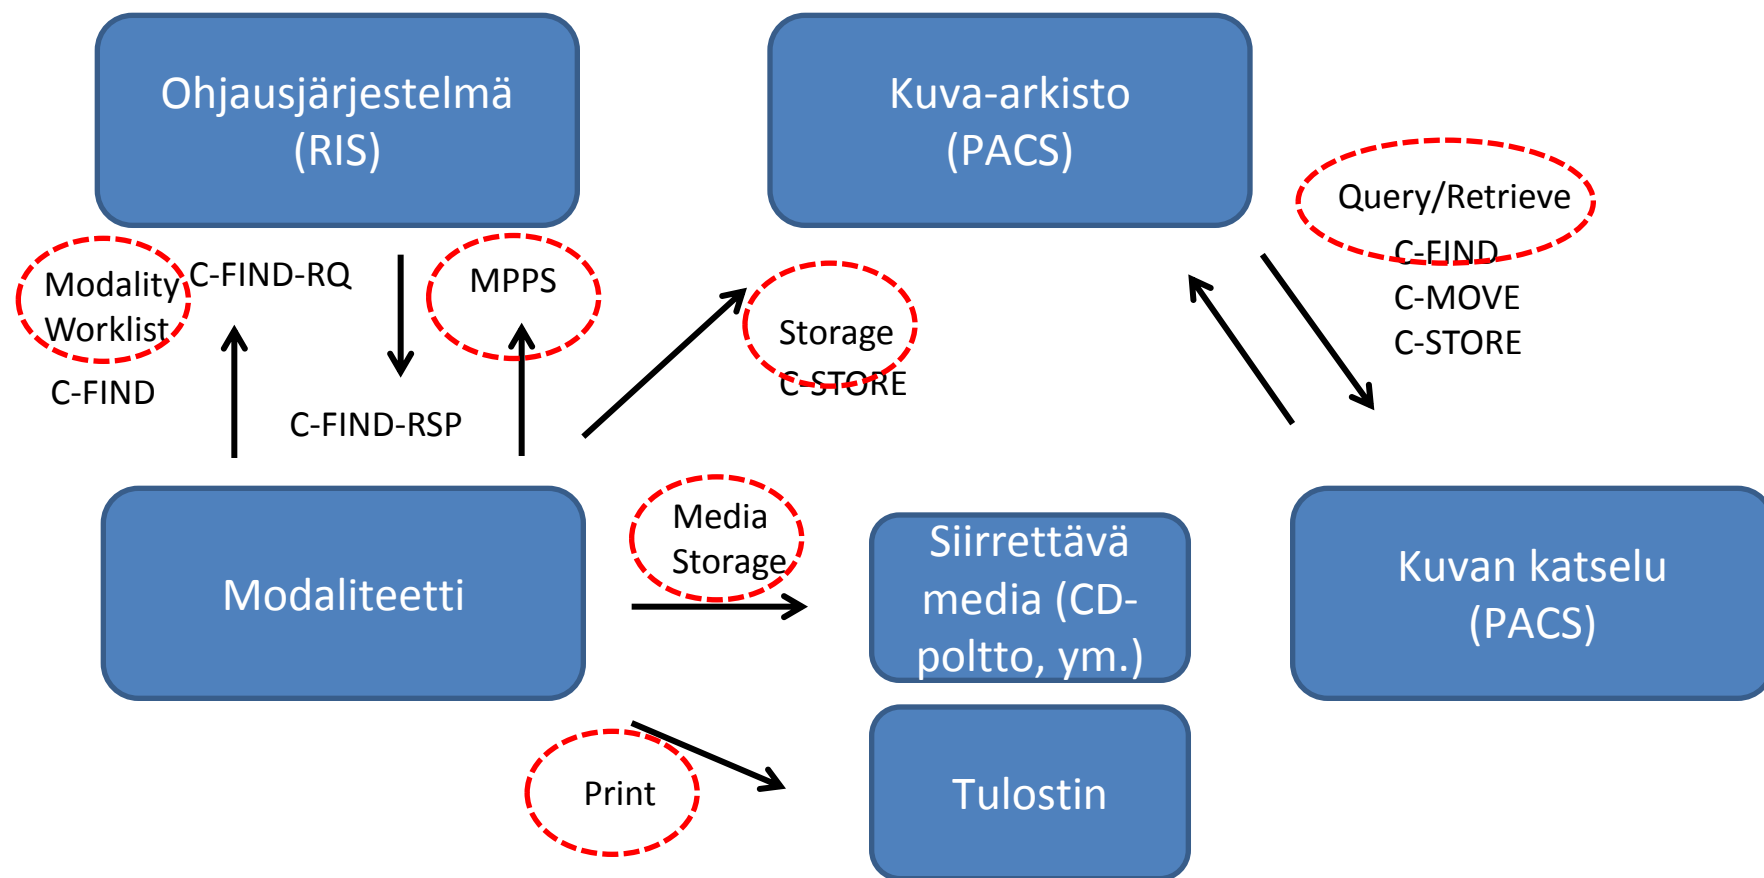 Ohjausjärjestelmä
(RIS)
Kuva-arkisto
(PACS)
Query/Retrieve
C-FIND
C-MOVE
C-STORE
Modality
Worklist
C-FIND
C-FIND-RQ
C-FIND-RSP
MPPS
Storage
C-STORE
Modaliteetti
Media
Storage
Siirrettävä
media (CD-
poltto, ym.)
Kuvan katselu
(PACS)
Print
Tulostin